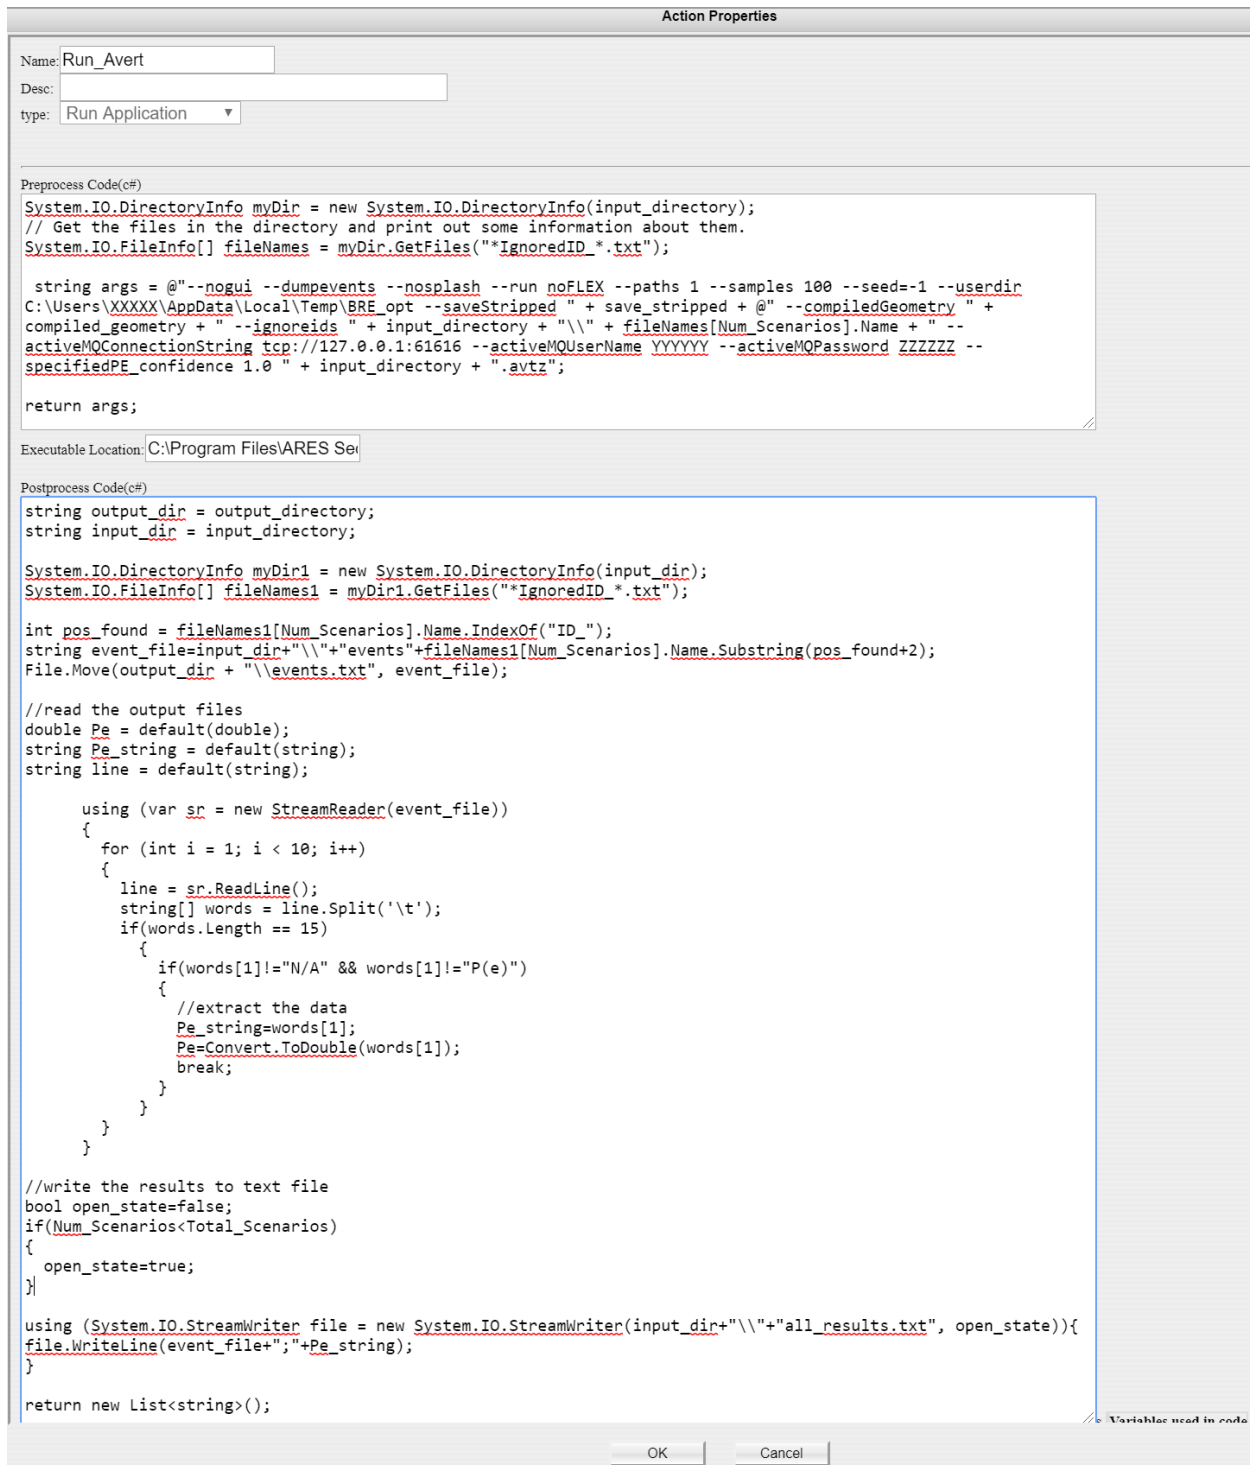 Action Properties
Name: Run_Avert
Desc:
type: Run Application
Preprocess Code(c#)
System.IO.DirectoryInfo myDir = new System.IO.DirectoryInfo(input_directory);
// Get the files in the directory and print out some information about them.
System.IO.FileInfo[] fileNames = myDir.GetFiles("*IgnoredID_*.txt");
string args = @"--nogui --dumpevents --nosplash --run noFLEX --paths 1 --samples 100 --seed=-1 --userdir
C:\Users\XXXXX\AppData\Local\Temp\BRE_opt --saveStripped " + save_stripped + @" --compiledGeometry " +
compiled_geometry + " --ignoreids " + input_directory + "\\" + fileNames[Num_Scenarios].Name + " --
activeMQConnectionString tcp://127.0.0.1:61616 --activeMQUserName YYYYYY --activeMQPassword ZZZZZZ --
specifiedPE_confidence 1.0 " + input_directory + ".avtz";
return args;
Executable Location: C:\Program Files\ARES Sec
Postprocess Code(c#)
string output_dir = output_directory;
string input_dir = input_directory;
System.IO.DirectoryInfo myDir1 = new System.IO.DirectoryInfo(input_dir);
System.IO.FileInfo[] fileNames1 = myDir1.GetFiles("*IgnoredID_*.txt");
int pos_found = fileNames1[Num_Scenarios].Name.IndexOf("ID_");
string event_file=input_dir+"\\"+"events"+fileNames1[Num_Scenarios].Name.Substring(pos_found+2);
File.Move(output_dir + "\\events.txt", event_file);
//read the output files
double Pe = default(double);
string Pe_string = default(string);
string line = default(string);
using (var sr = new StreamReader(event_file))
{
for (int i = 1; i < 10; i++)
{
line = sr.ReadLine();
string[] words = line.Split('\t');
if(words.Length == 15)
{
if(words[1]!="N/A" && words[1]!="P(e)")
{
//extract the data
Pe_string=words[1];
Pe=Convert.ToDouble(words[1]);
break;
}
}
}
}
//write the results to text file
bool open_state=false;
if(Num_Scenarios<Total_Scenarios)
{
open_state=true;
}
using (System.IO.StreamWriter file = new System.IO.StreamWriter(input_dir+"\\"+"all_results.txt", open_state)){
file.WriteLine(event_file+";"+Pe_string);
}
return new List<string>();
Variables used in code
OK Cancel